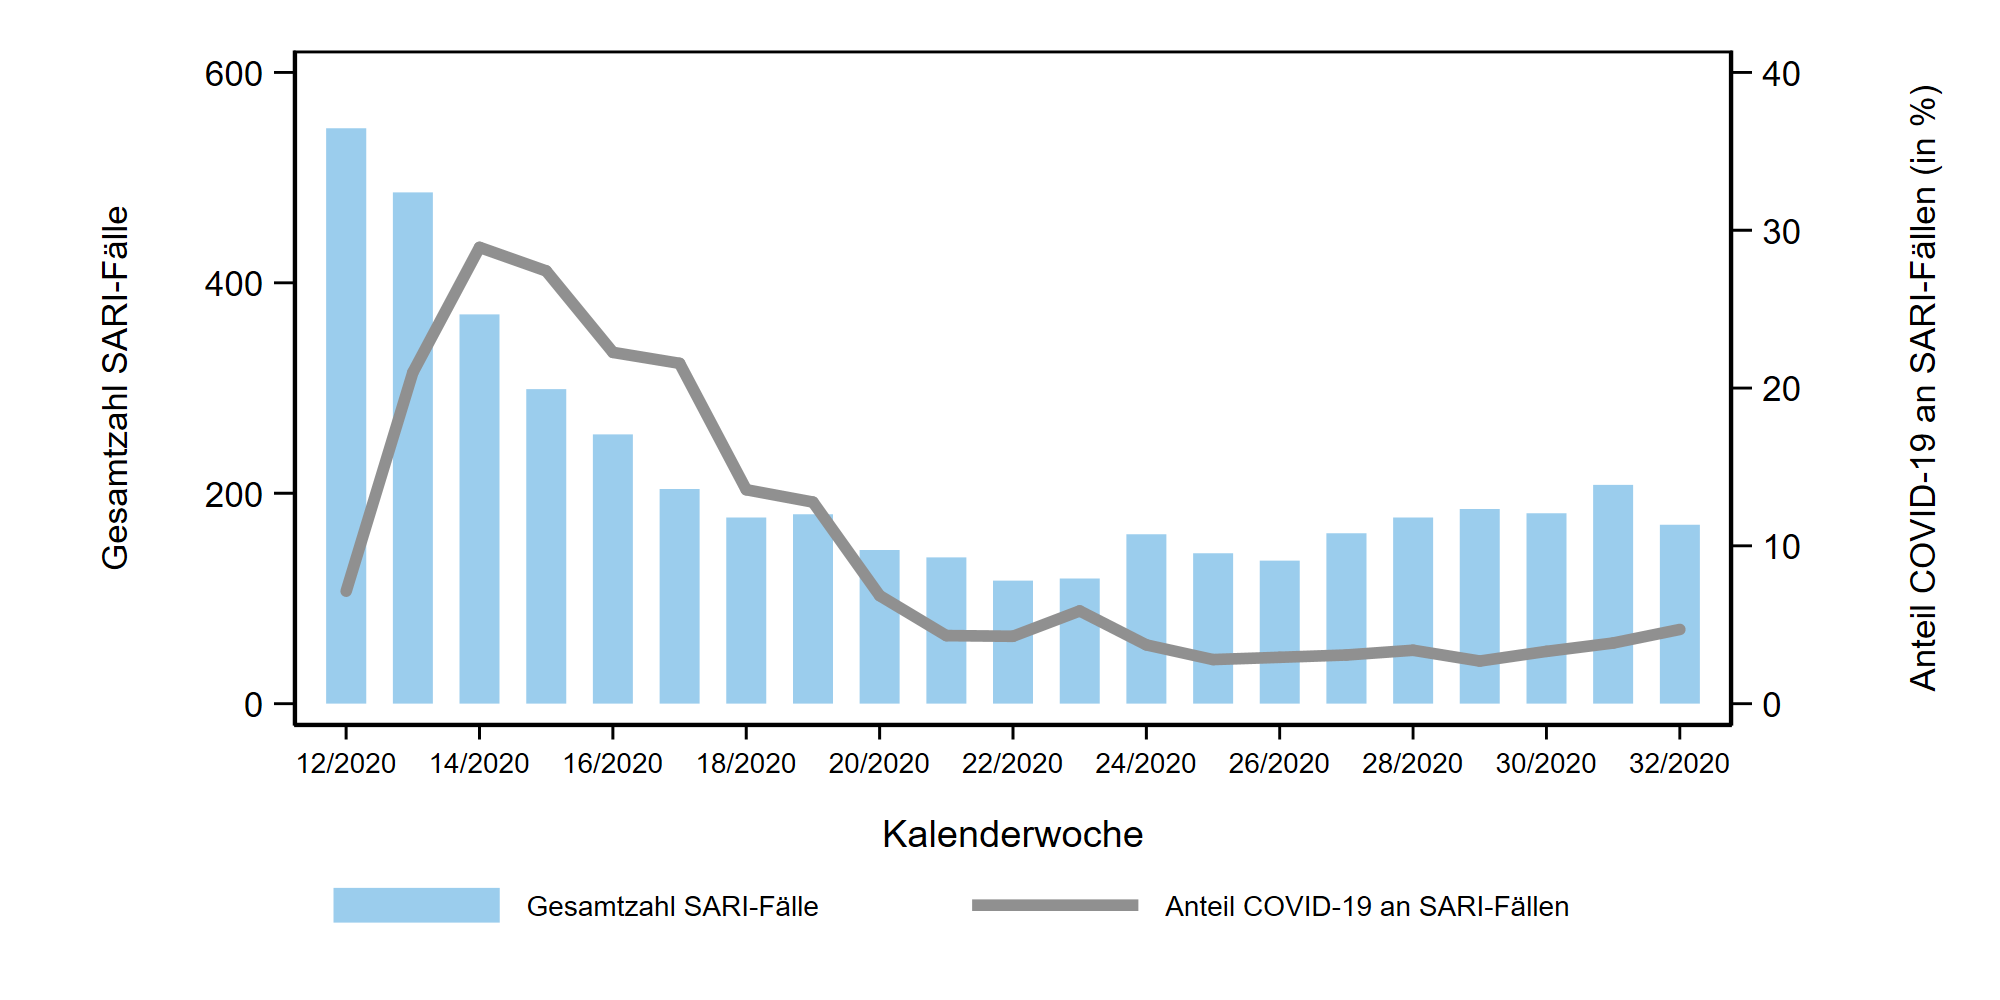 Gesamtzahl SARI-Fälle
600
400
200
0
40
30
20
10
0
Anteil COVID-19 an SARI-Fällen (in %)
12/2020 14/2020 16/2020 18/2020 20/2020 22/2020 24/2020 26/2020 28/2020 30/2020 32/2020
Kalenderwoche
Gesamtzahl SARI-Fälle Anteil COVID-19 an SARI-Fällen